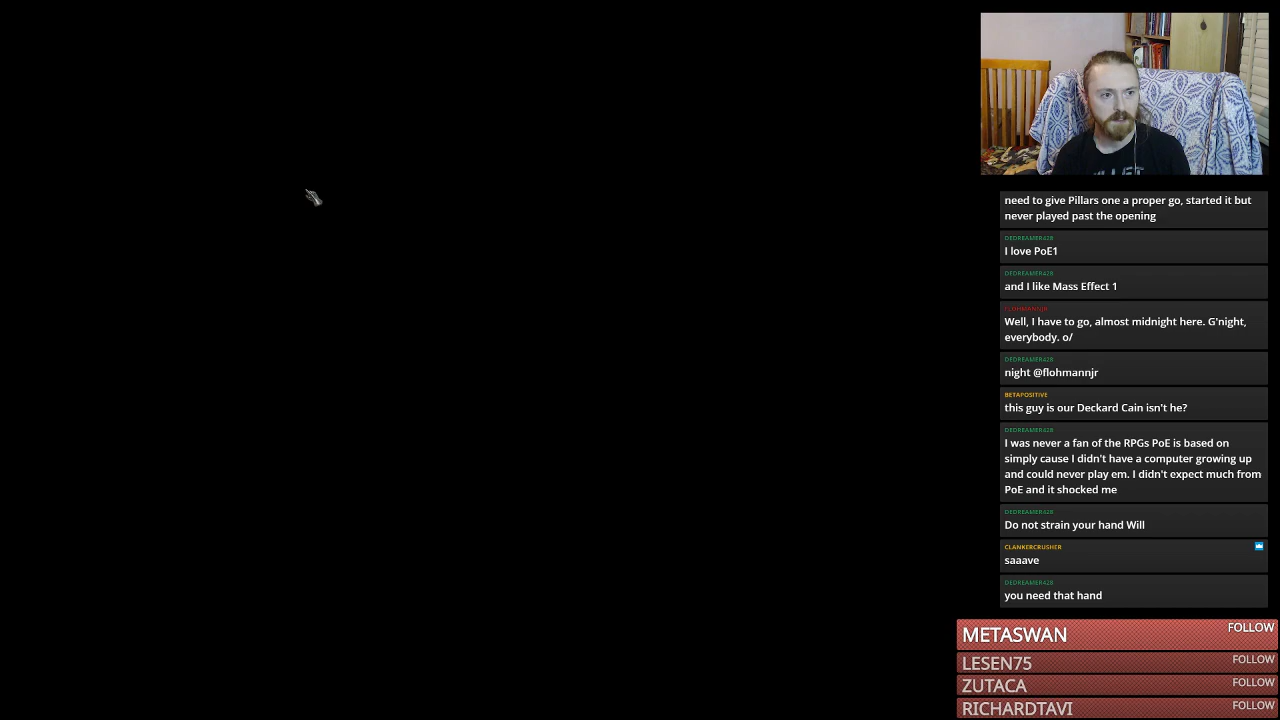 need to give Pillars one a proper go, started it but
never played past the opening
DEDREAMER428
I love PoE1
DEDREAMER428
and I like Mass Effect 1
FLOHMANNJR
Well, I have to go, almost midnight here. G'night,
everybody. o/
DEDREAMER428
night @flohmannjr
BETAPOSITIVE
this guy is our Deckard Cain isn't he?
DEDREAMER428
I was never a fan of the RPGs PoE is based on
simply cause I didn't have a computer growing up
and could never play em. I didn't expect much from
PoE and it shocked me
DEDREAMER428
Do not strain your hand Will
CLANKERCRUSHER
saaave
DEDREAMER428
you need that hand
METASWAN FOLLOW
LESEN75 FOLLOW
ZUTACA FOLLOW
RICHARDTAVI FOLLOW